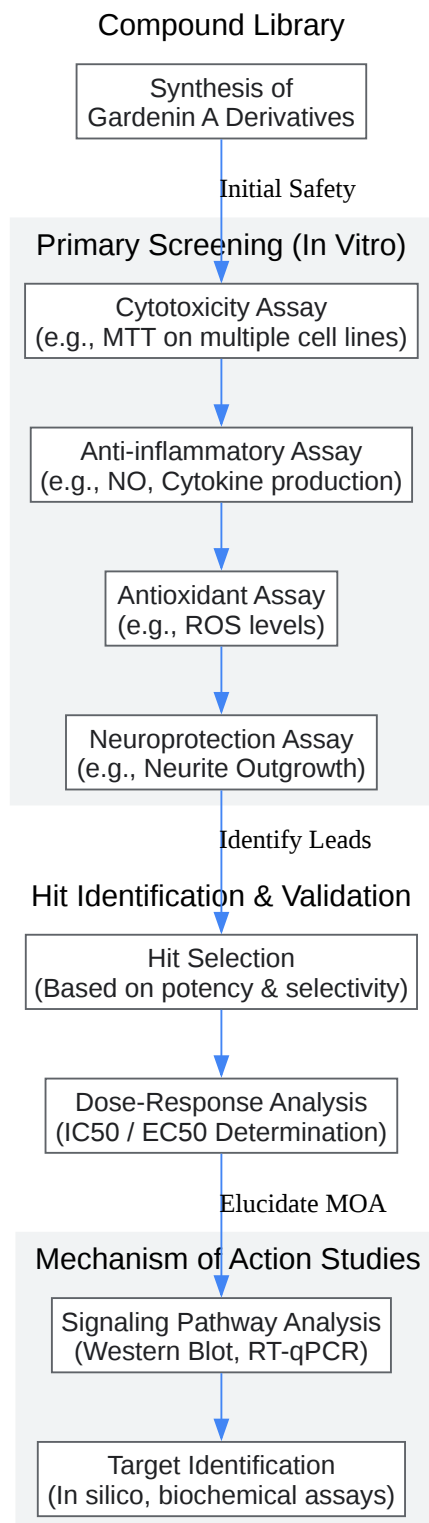 Compound Library
Synthesis of
Gardenin A Derivatives
Initial Safety
Primary Screening (In Vitro)
Cytotoxicity Assay
(e.g., MTT on multiple cell lines)
Anti-inflammatory Assay
(e.g., NO, Cytokine production)
Antioxidant Assay
(e.g., ROS levels)
Neuroprotection Assay
(e.g., Neurite Outgrowth)
Identify Leads
Hit Identification & Validation
Hit Selection
(Based on potency & selectivity)
Dose-Response Analysis
(IC50 / EC50 Determination)
Elucidate MOA
Mechanism of Action Studies
Signaling Pathway Analysis
(Western Blot, RT-qPCR)
Target Identification
(In silico, biochemical assays)